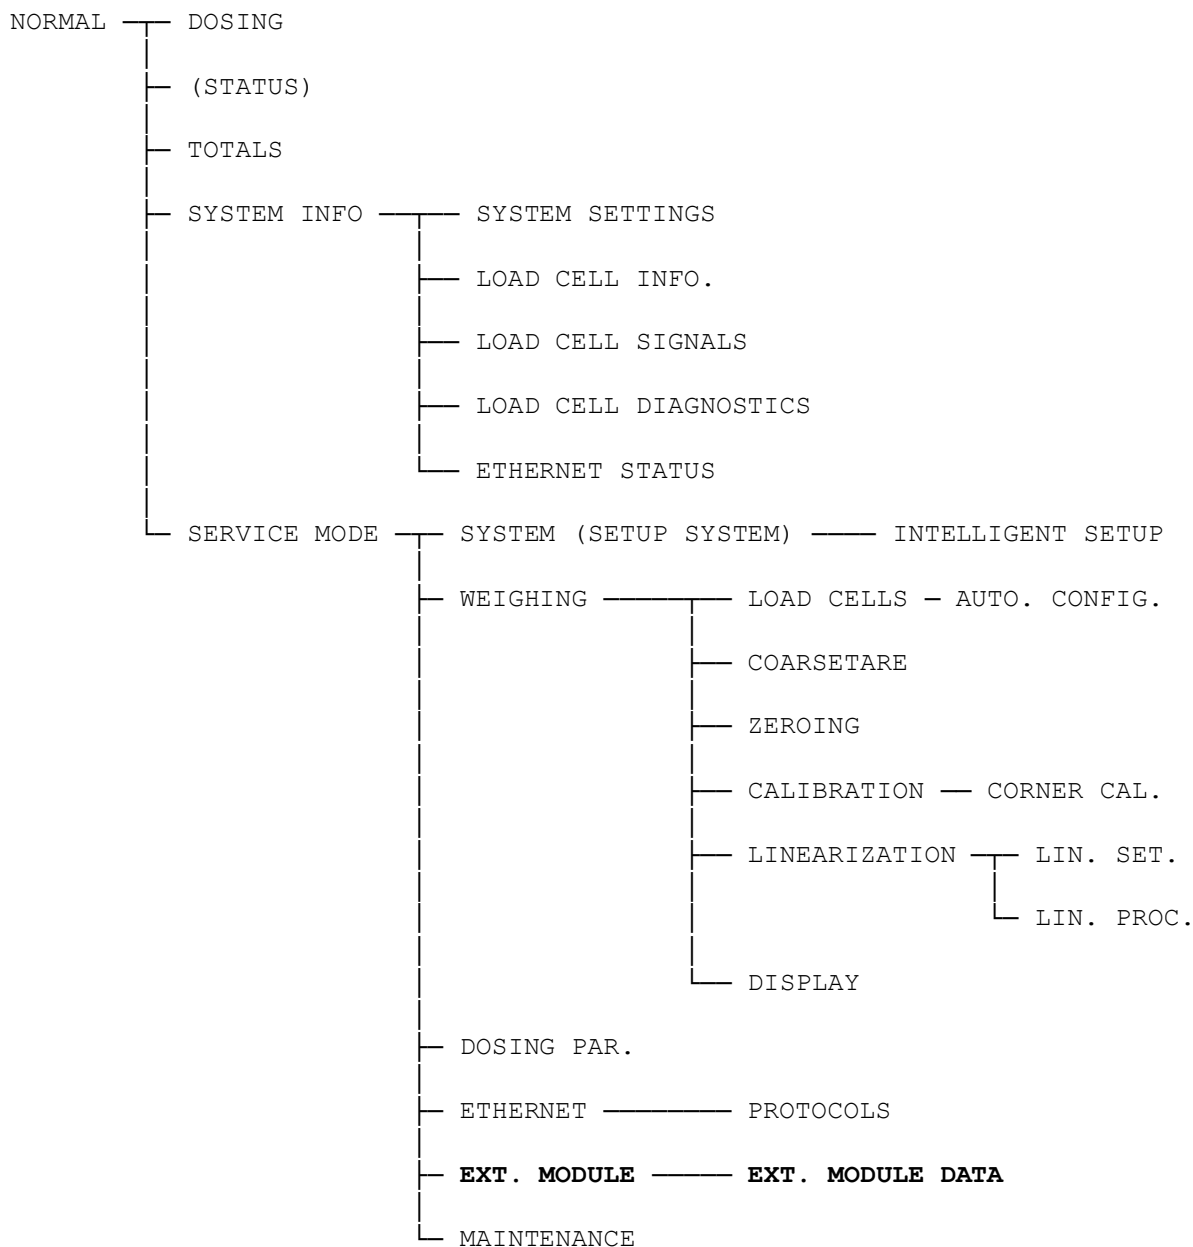 NORMAL DOSING
(STATUS)
TOTALS
SYSTEM INFO SYSTEM SETTINGS
LOAD CELL INFO.
LOAD CELL SIGNALS
LOAD CELL DIAGNOSTICS
ETHERNET STATUS
SERVICE MODE SYSTEM (SETUP SYSTEM) INTELLIGENT SETUP
WEIGHING LOAD CELLS AUTO. CONFIG.
COARSETARE
ZEROING
CALIBRATION CORNER CAL.
LINEARIZATION LIN. SET.
LIN. PROC.
DISPLAY
DOSING PAR.
ETHERNET PROTOCOLS
EXT. MODULE EXT. MODULE DATA
MAINTENANCE